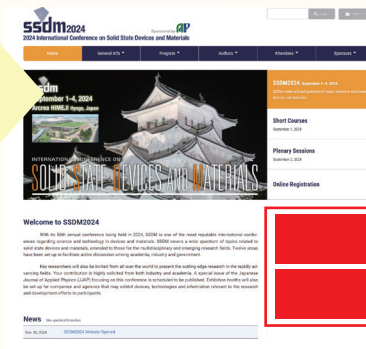 ssdm2024
Sponsored by AP
2024 International Conference on Solid State Devices and Materials
Home General Info Program Authors Attendees Sponsors
ssdm
September 1-4, 2024
Arcrea HIMEJI Hyogo, Japan
INTERNATIONAL CONFERENCE ON
SOLID STATE DEVICES AND MATERIALS
SSDM2024 September 1-4, 2024
Short Courses
September 1, 2024
Plenary Sessions
September 2, 2024
Online Registration
Welcome to SSDM2024
With its 56th annual conference being held in 2024, SSDM is one of the most reputable international confer-
ences regarding science and technology in devices and materials. SSDM covers a wide spectrum of topics related to
solid state devices and materials, extended to those for the multidisciplinary and emerging research fields. Twelve areas
have been set up to facilitate active discussion among academia, industry and government.
Key researchers will also be invited from all over the world to present the cutting edge research in the rapidly ad-
vancing fields. Your contribution is highly solicited from both industry and academia. A special issue of the Japanese
Journal of Applied Physics (JJAP) focusing on this conference is scheduled to be published. Exhibition booths will also
be set up for companies and agencies that may exhibit devices, technologies and information relevant to the research
and development efforts to participants.
News Site update information
Nov. 30, 2024 SSDM2024 Website Opened